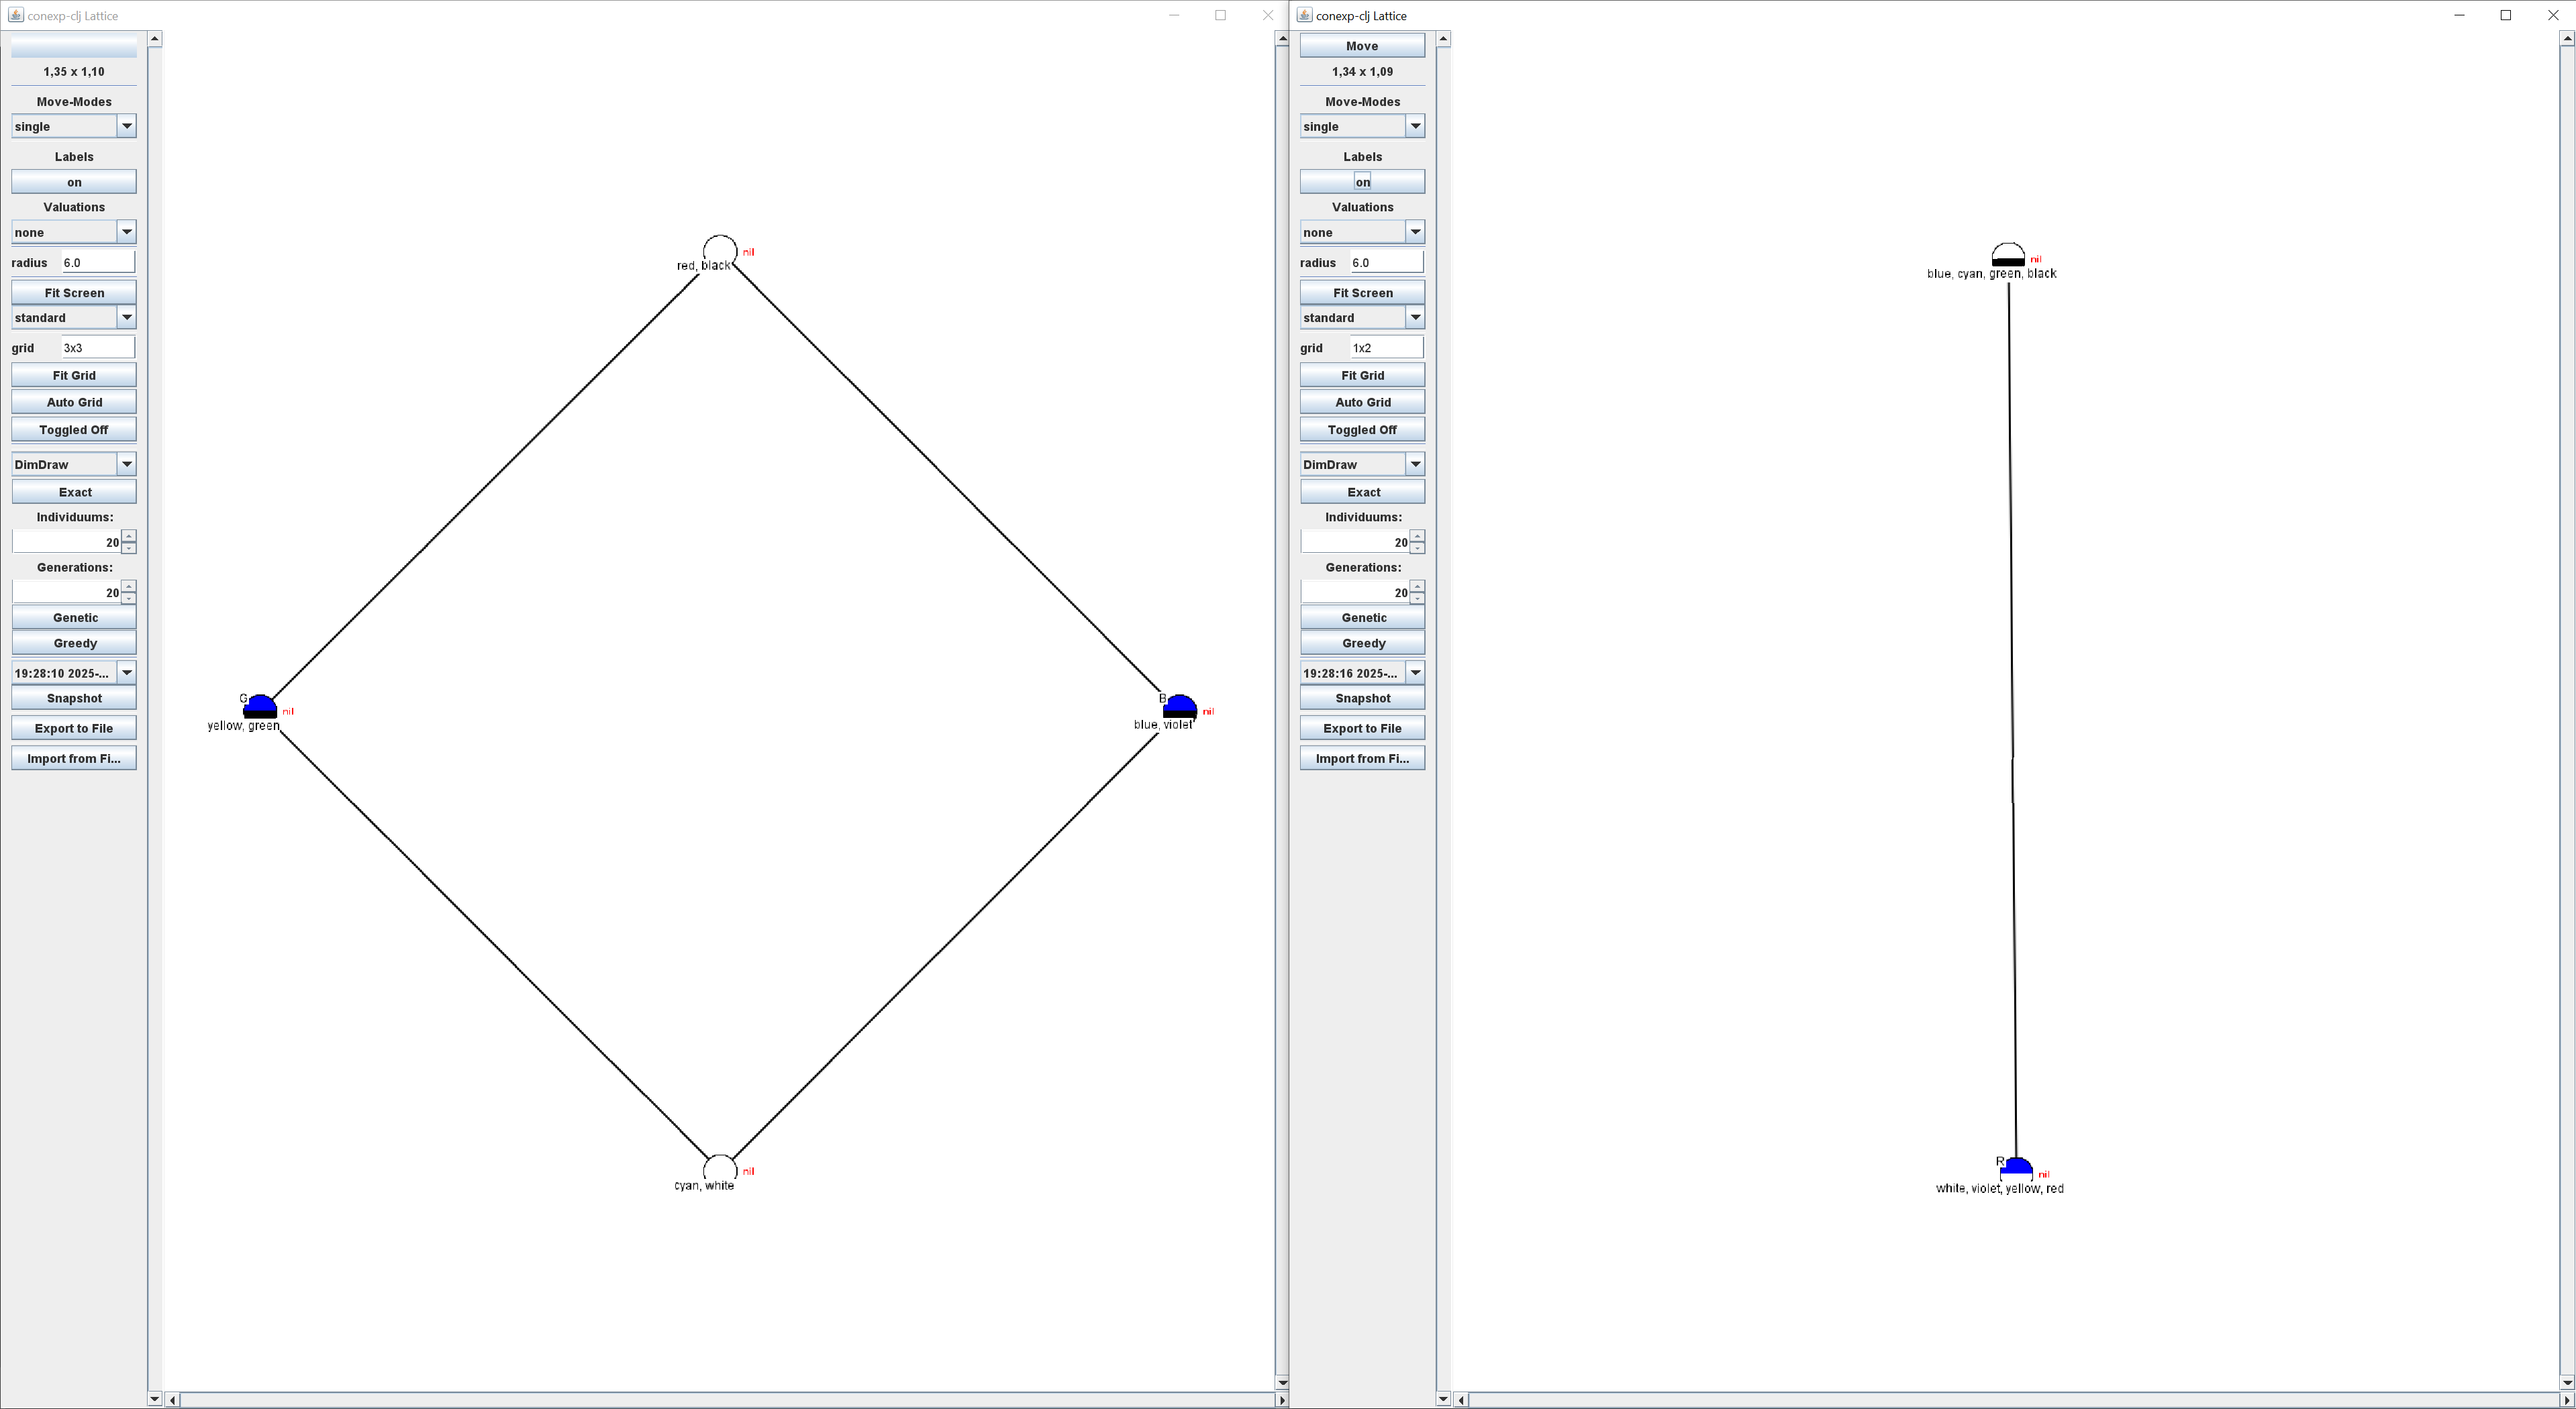 conexp-clj Lattice
1,35 x 1,10
Move-Modes
single
Labels
on
Valuations
none
radius 6.0
Fit Screen
standard
grid 3x3
Fit Grid
Auto Grid
Toggled Off
DimDraw
Exact
Individuums:
20
Generations:
20
Genetic
Greedy
19:28:10 2025-...
Snapshot
Export to File
Import from Fi...
nil
red, black
G
nil
yellow, green
B
nil
blue, violet
nil
cyan, white
conexp-clj Lattice
Move
1,34 x 1,09
Move-Modes
single
Labels
on
Valuations
none
radius 6.0
Fit Screen
standard
grid 1x2
Fit Grid
Auto Grid
Toggled Off
DimDraw
Exact
Individuums:
20
Generations:
20
Genetic
Greedy
19:28:16 2025-...
Snapshot
Export to File
Import from Fi...
nil
blue, cyan, green, black
R
nil
white, violet, yellow, red